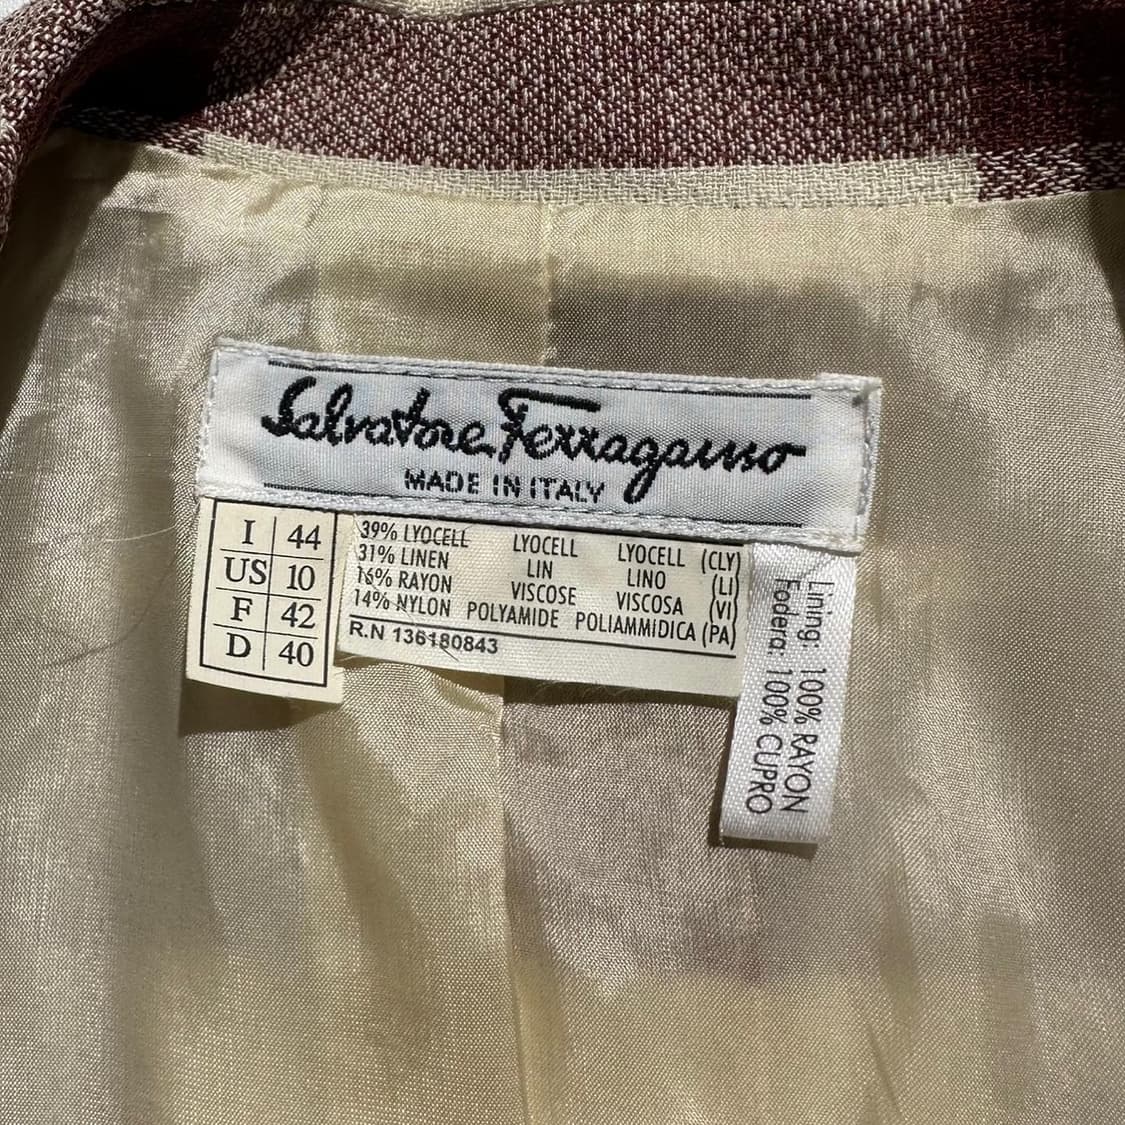 Salvatore Ferragamo
MADE IN ITALY
I 44
US 10
F 42
D 40
39% LYOCELL LYOCELL LYOCELL (CLY)
31% LINEN LIN LINO (LI)
16% RAYON VISCOSE VISCOSA (VI)
14% NYLON POLYAMIDE POLIAMMIDICA (PA)
R.N 136180843
Lining: 100% RAYON
Fodera: 100% CUPRO